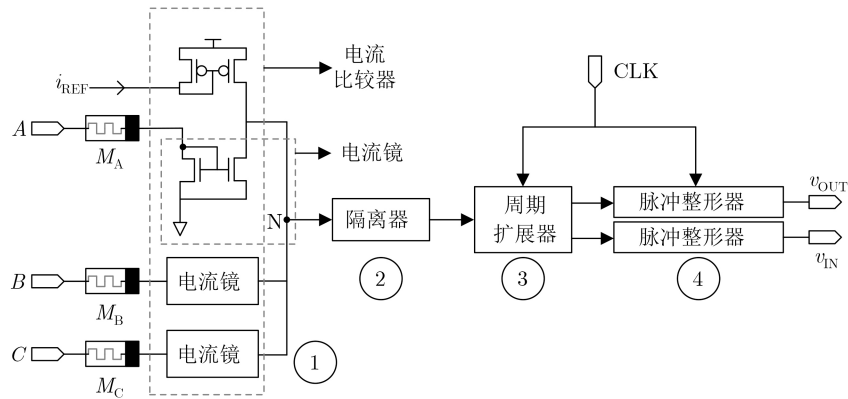 电流
比较器
i_REF
CLK
A
M_A
电流镜
N
隔离器
周期
扩展器
脉冲整形器
v_OUT
脉冲整形器
v_IN
B
M_B
电流镜
②
③
④
C
M_C
电流镜
①